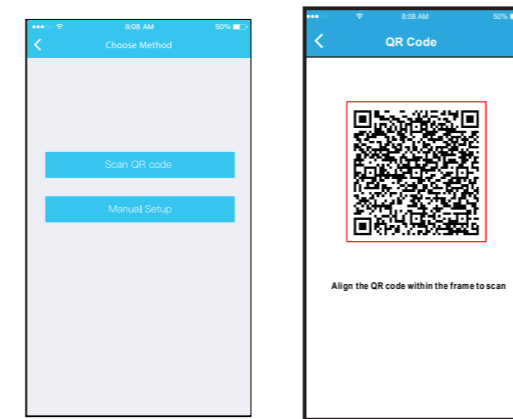 8:08 AM
50%
Choose Method
Scan QR code
Manual Setup
8:08 AM
50%
QR Code
Align the QR code within the frame to scan